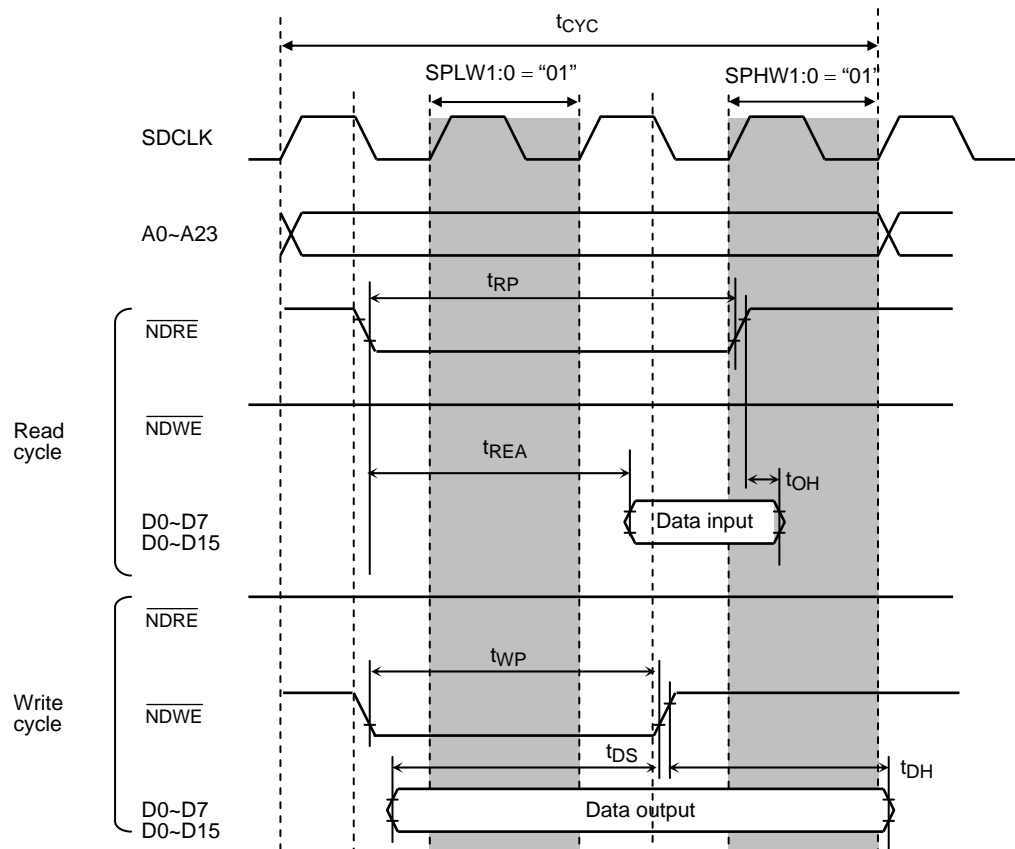 tCYC
SPLW1:0 = “01”
SPHW1:0 = “01”
SDCLK
A0~A23
tRP
NDRE
NDWE
Read
cycle
tREA
tOH
D0~D7
D0~D15
Data input
NDRE
tWP
Write
cycle
NDWE
tDS
tDH
D0~D7
D0~D15
Data output